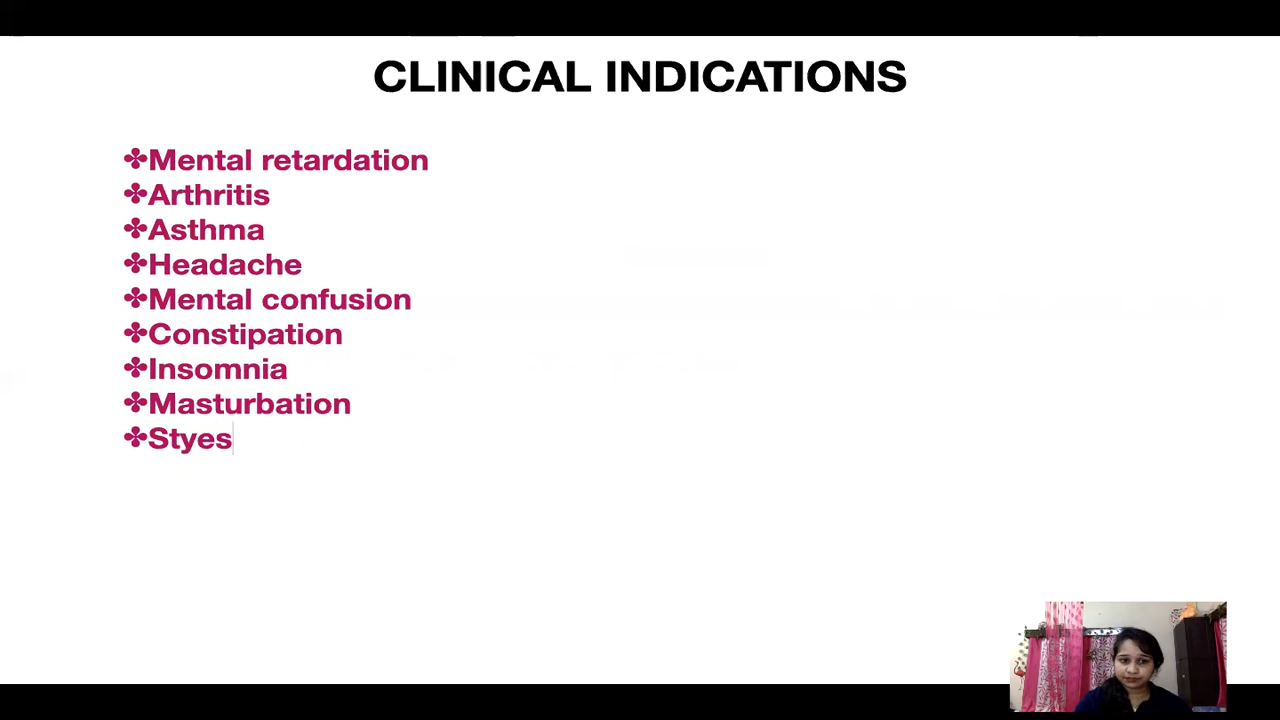 CLINICAL INDICATIONS
✤Mental retardation
✤Arthritis
✤Asthma
✤Headache
✤Mental confusion
✤Constipation
✤Insomnia
✤Masturbation
✤Styes